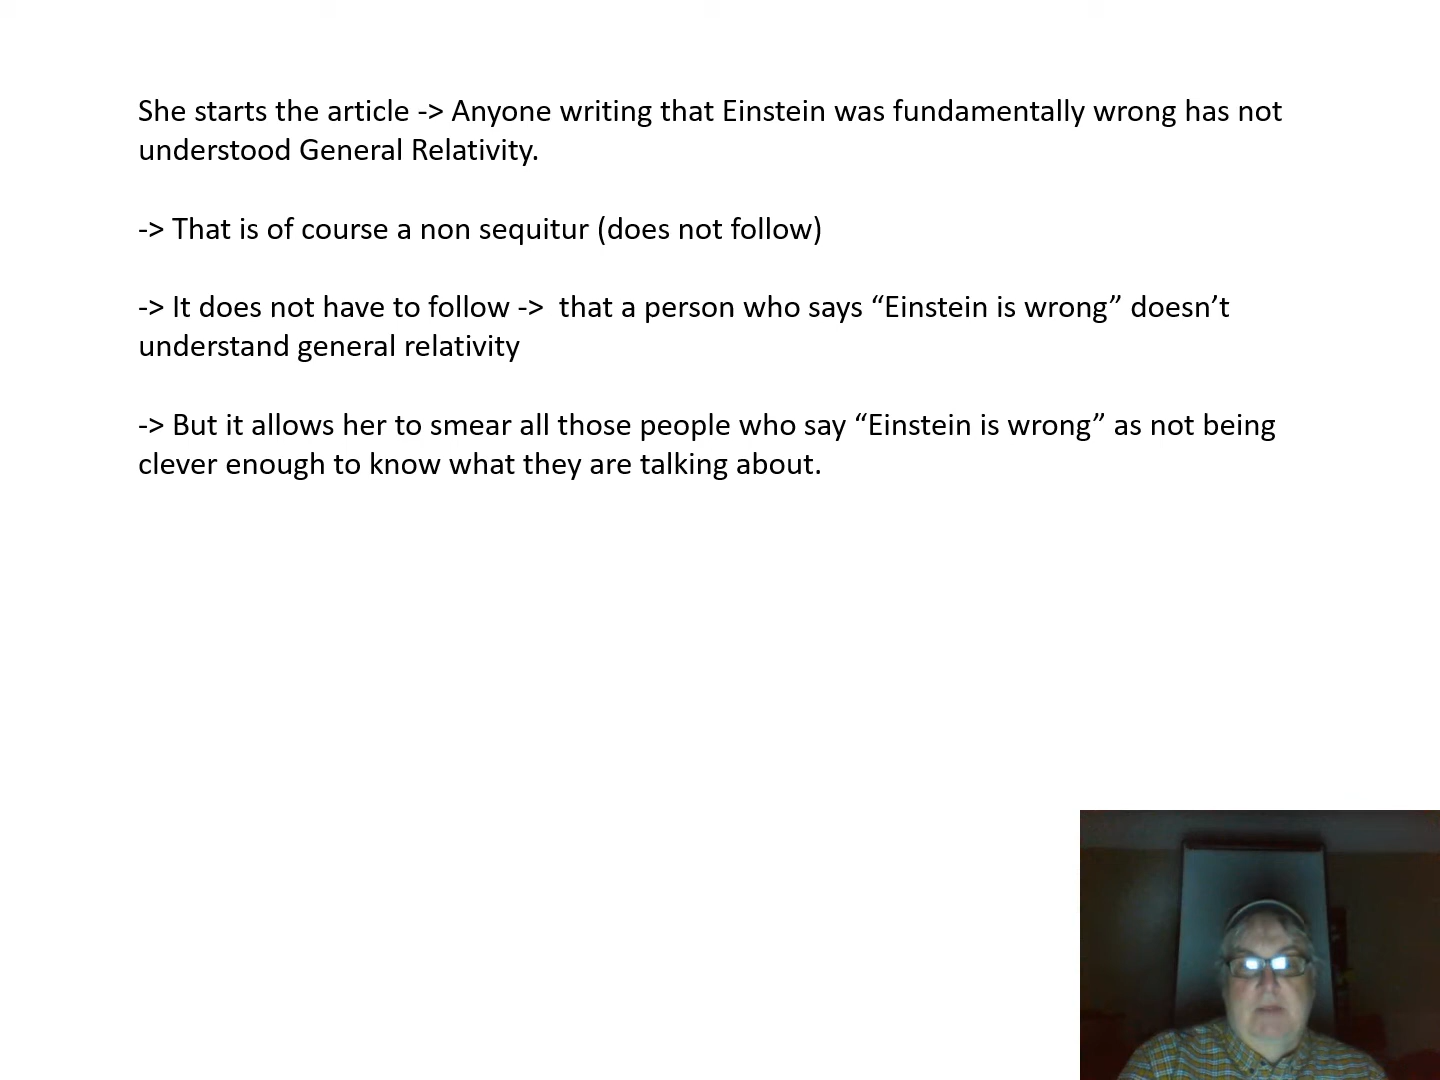 She starts the article -> Anyone writing that Einstein was fundamentally wrong has not
understood General Relativity.
-> That is of course a non sequitur (does not follow)
-> It does not have to follow ->  that a person who says “Einstein is wrong” doesn’t
understand general relativity
-> But it allows her to smear all those people who say “Einstein is wrong” as not being
clever enough to know what they are talking about.